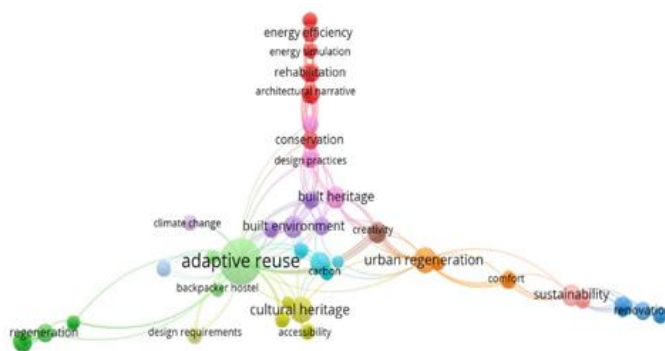 energy efficiency
energy simulation
rehabilitation
architectural narrative
conservation
design practices
built heritage
climate change
built environment
creativity
adaptive reuse
carbon
urban regeneration
backpacker hostel
comfort
sustainability
cultural heritage
renovation
regeneration
design requirements
accessibility